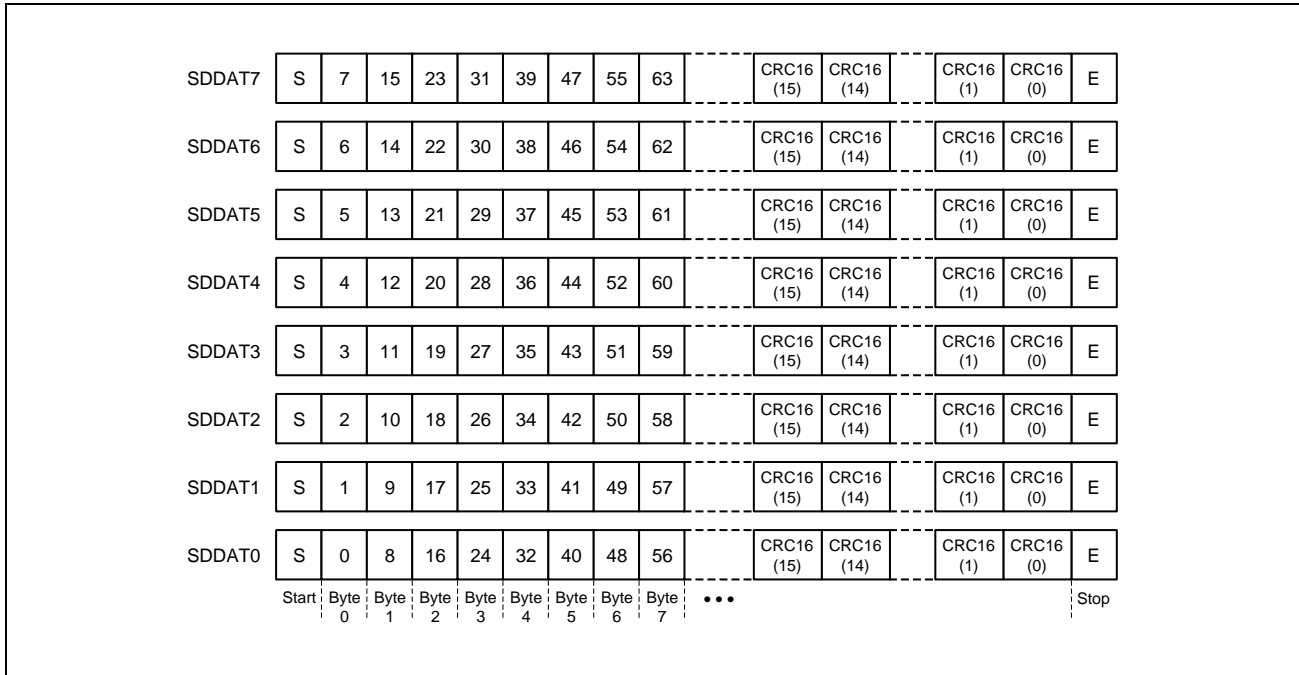 SDDAT7 S 7 15 23 31 39 47 55 63 CRC16 (15) CRC16 (14) CRC16 (1) CRC16 (0) E
SDDAT6 S 6 14 22 30 38 46 54 62 CRC16 (15) CRC16 (14) CRC16 (1) CRC16 (0) E
SDDAT5 S 5 13 21 29 37 45 53 61 CRC16 (15) CRC16 (14) CRC16 (1) CRC16 (0) E
SDDAT4 S 4 12 20 28 36 44 52 60 CRC16 (15) CRC16 (14) CRC16 (1) CRC16 (0) E
SDDAT3 S 3 11 19 27 35 43 51 59 CRC16 (15) CRC16 (14) CRC16 (1) CRC16 (0) E
SDDAT2 S 2 10 18 26 34 42 50 58 CRC16 (15) CRC16 (14) CRC16 (1) CRC16 (0) E
SDDAT1 S 1 9 17 25 33 41 49 57 CRC16 (15) CRC16 (14) CRC16 (1) CRC16 (0) E
SDDAT0 S 0 8 16 24 32 40 48 56 CRC16 (15) CRC16 (14) CRC16 (1) CRC16 (0) E
Start Byte 0 Byte 1 Byte 2 Byte 3 Byte 4 Byte 5 Byte 6 Byte 7 ••• Stop